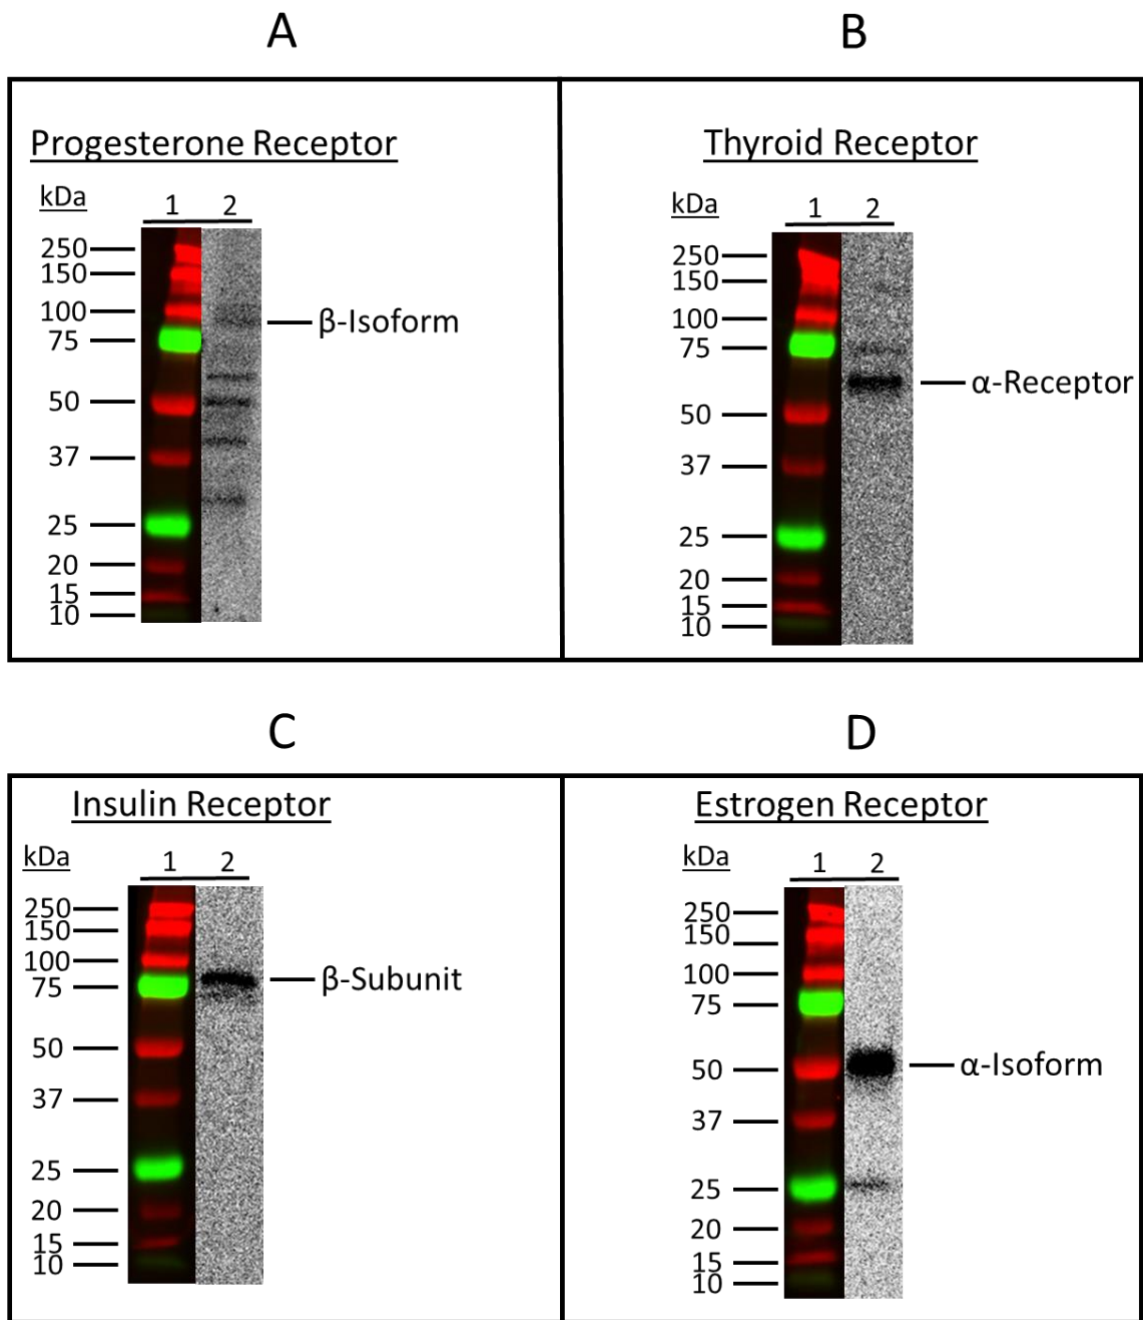 A
Progesterone Receptor
kDa
1 2
250
150
100
β-Isoform
75
50
37
25
20
15
10
B
Thyroid Receptor
kDa
1 2
250
150
100
75
α-Receptor
50
37
25
20
15
10
C
Insulin Receptor
kDa
1 2
250
150
100
β-Subunit
75
50
37
25
20
15
10
D
Estrogen Receptor
kDa
1 2
250
150
100
75
50
α-Isoform
37
25
20
15
10